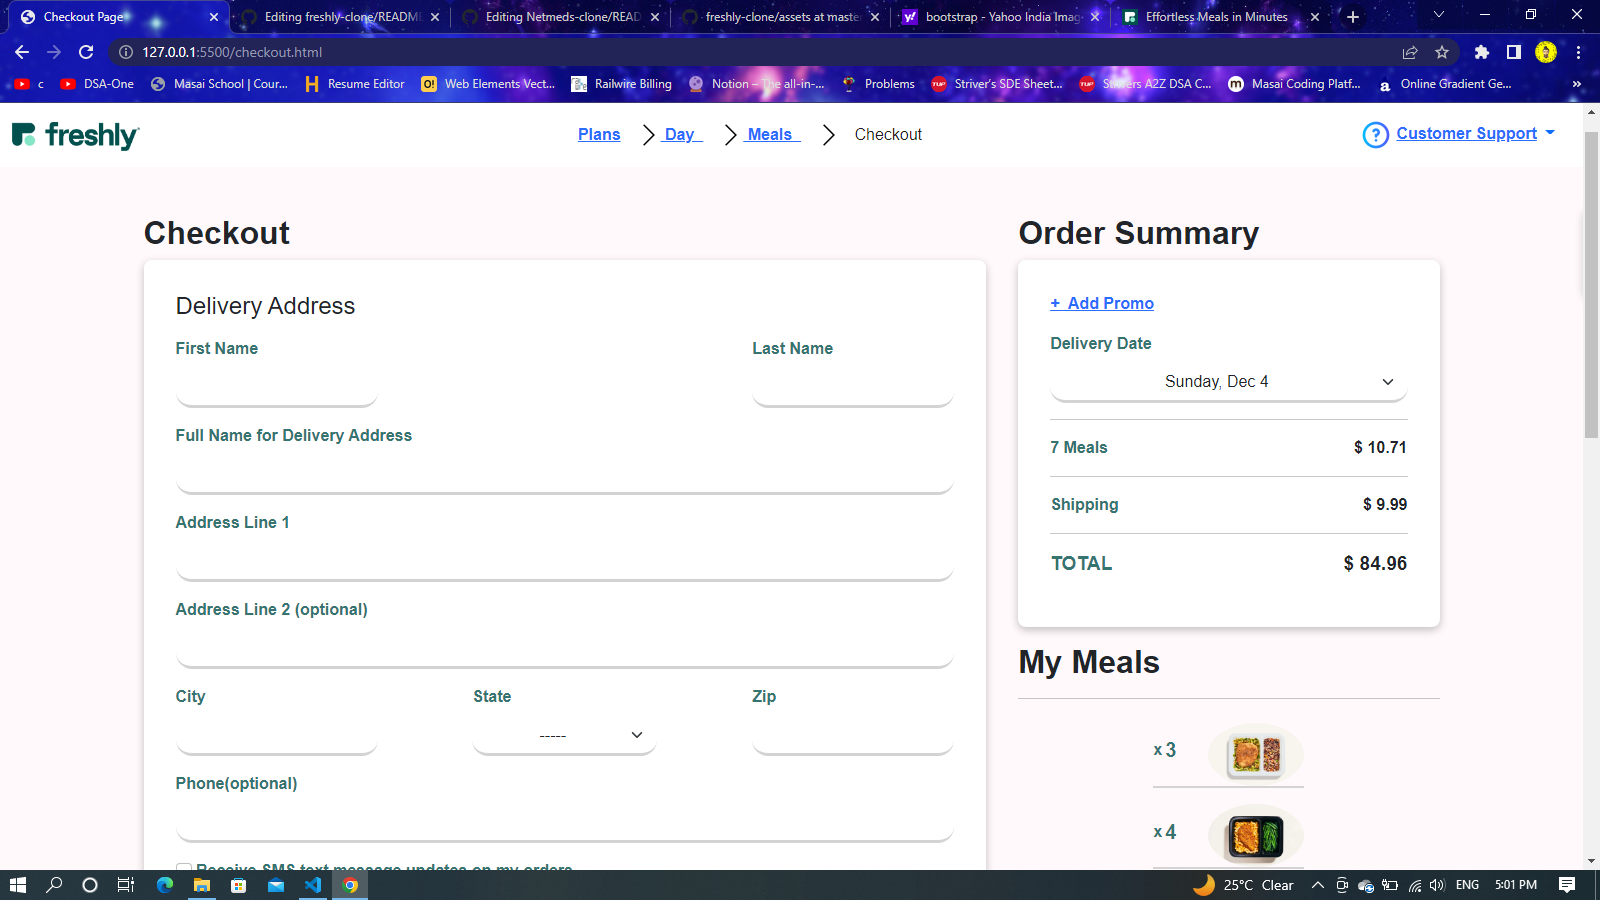 Checkout Page
Editing freshly-clone/READM
Editing Netmeds-clone/READ
freshly-clone/assets at maste
bootstrap - Yahoo India Imag
Effortless Meals in Minutes
127.0.0.1:5500/checkout.html
c
DSA-One
Masai School | Cour...
Resume Editor
Web Elements Vect...
Railwire Billing
Notion – The all-in-...
Problems
Striver's SDE Sheet...
Strivers A2Z DSA C...
Masai Coding Platf...
Online Gradient Ge...
freshly
Plans
Day
Meals
Checkout
Customer Support
Checkout
Delivery Address
First Name
Last Name
Full Name for Delivery Address
Address Line 1
Address Line 2 (optional)
City
State
Zip
-----
Phone(optional)
Receive SMS text message updates on my orders
Order Summary
+ Add Promo
Delivery Date
Sunday, Dec 4
7 Meals $ 10.71
Shipping $ 9.99
TOTAL $ 84.96
My Meals
x 3
x 4
25°C Clear
ENG
5:01 PM